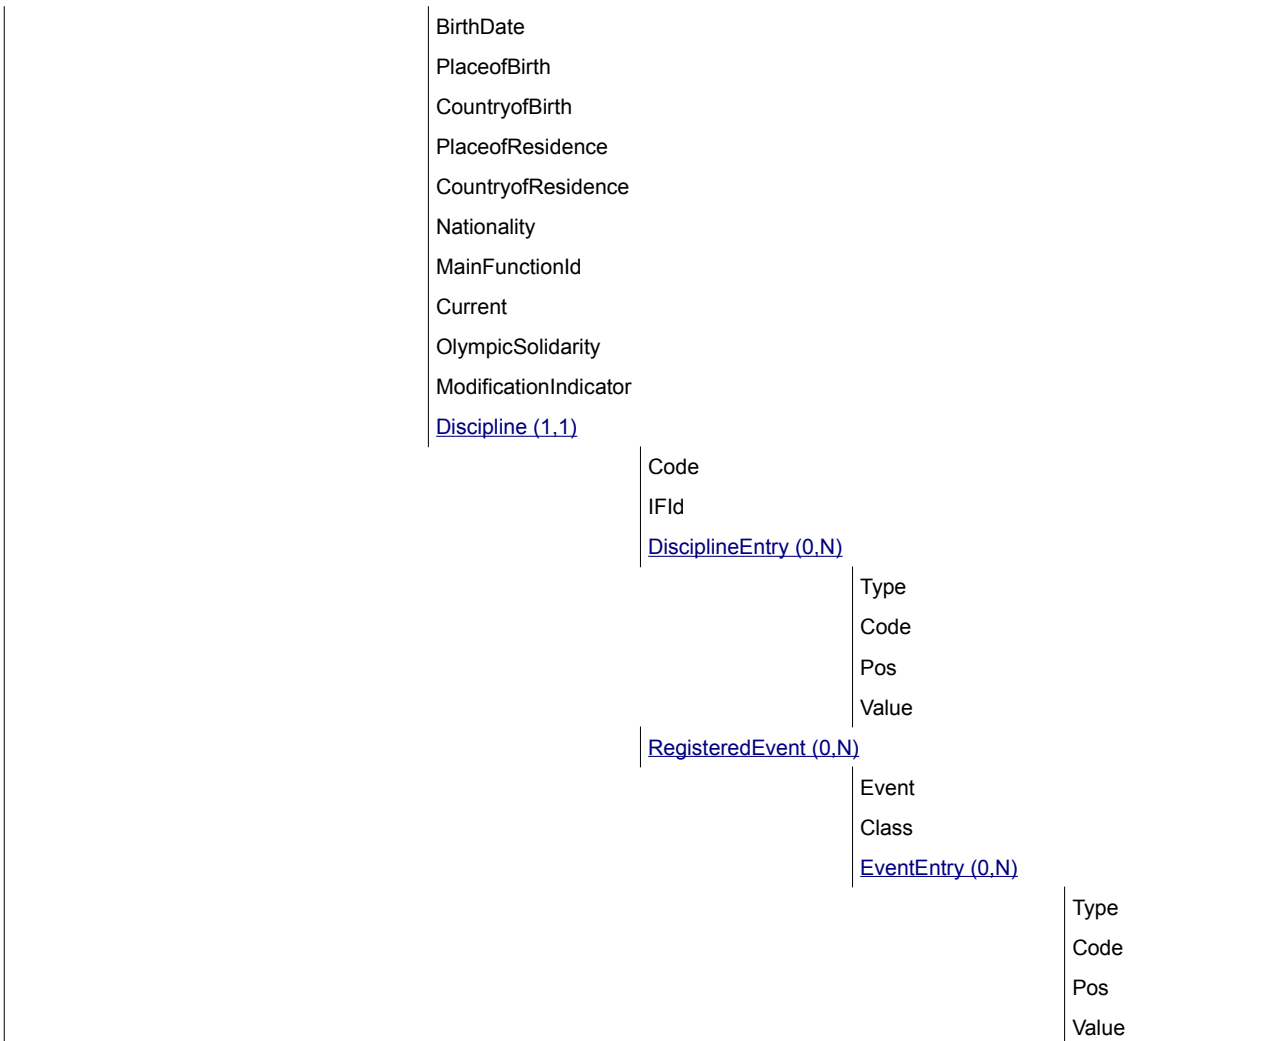 BirthDate
PlaceofBirth
CountryofBirth
PlaceofResidence
CountryofResidence
Nationality
MainFunctionId
Current
OlympicSolidarity
ModificationIndicator
Discipline (1,1)
Code
IFId
DisciplineEntry (0,N)
Type
Code
Pos
Value
RegisteredEvent (0,N)
Event
Class
EventEntry (0,N)
Type
Code
Pos
Value